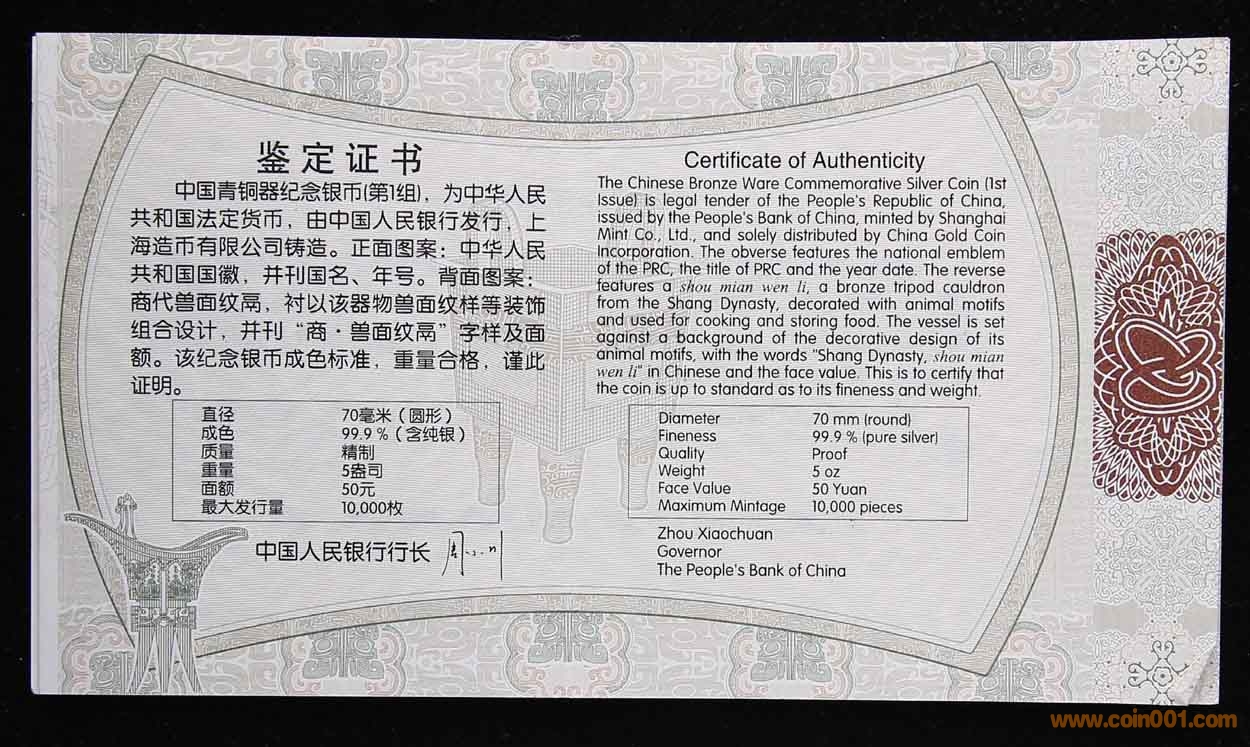 鉴定证书
中国青铜器纪念银币(第1组)，为中华人民
共和国法定货币，由中国人民银行发行，上
海造币有限公司铸造。正面图案：中华人民
共和国国徽，并刊国名、年号。背面图案：
商代兽面纹鬲，衬以该器物兽面纹样等装饰
组合设计，并刊“商·兽面纹鬲”字样及面
额。该纪念银币成色标准，重量合格，谨此
证明。
直径 70毫米（圆形）
成色 99.9 %（含纯银）
质量 精制
重量 5盎司
面额 50元
最大发行量 10,000枚
中国人民银行行长 周小川
Certificate of Authenticity
The Chinese Bronze Ware Commemorative Silver Coin (1st
Issue) is legal tender of the People's Republic of China,
issued by the People's Bank of China, minted by Shanghai
Mint Co., Ltd., and solely distributed by China Gold Coin
Incorporation. The obverse features the national emblem
of the PRC, the title of PRC and the year date. The reverse
features a shou mian wen li, a bronze tripod cauldron
from the Shang Dynasty, decorated with animal motifs
and used for cooking and storing food. The vessel is set
against a background of the decorative design of its
animal motifs, with the words "Shang Dynasty, shou mian
wen li" in Chinese and the face value. This is to certify that
the coin is up to standard as to its fineness and weight.
Diameter 70 mm (round)
Fineness 99.9 % (pure silver)
Quality Proof
Weight 5 oz
Face Value 50 Yuan
Maximum Mintage 10,000 pieces
Zhou Xiaochuan
Governor
The People's Bank of China
www.coin001.com